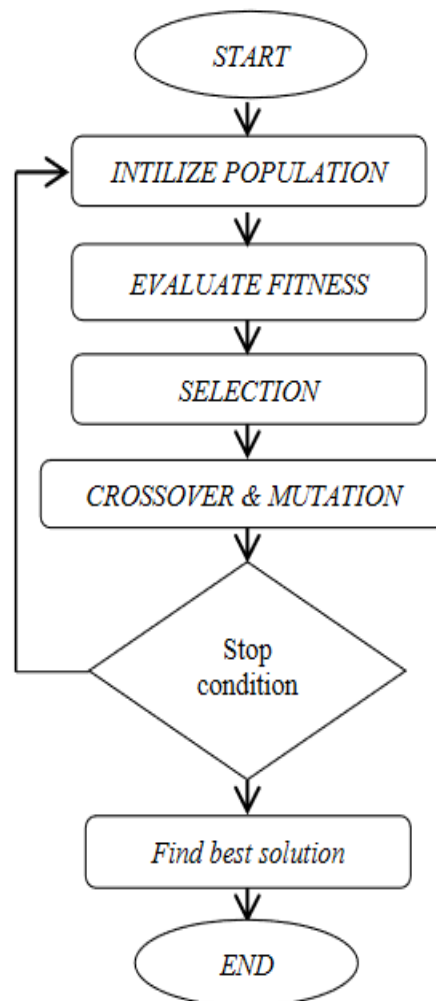 START
INTILIZE POPULATION
EVALUATE FITNESS
SELECTION
CROSSOVER & MUTATION
Stop
condition
Find best solution
END